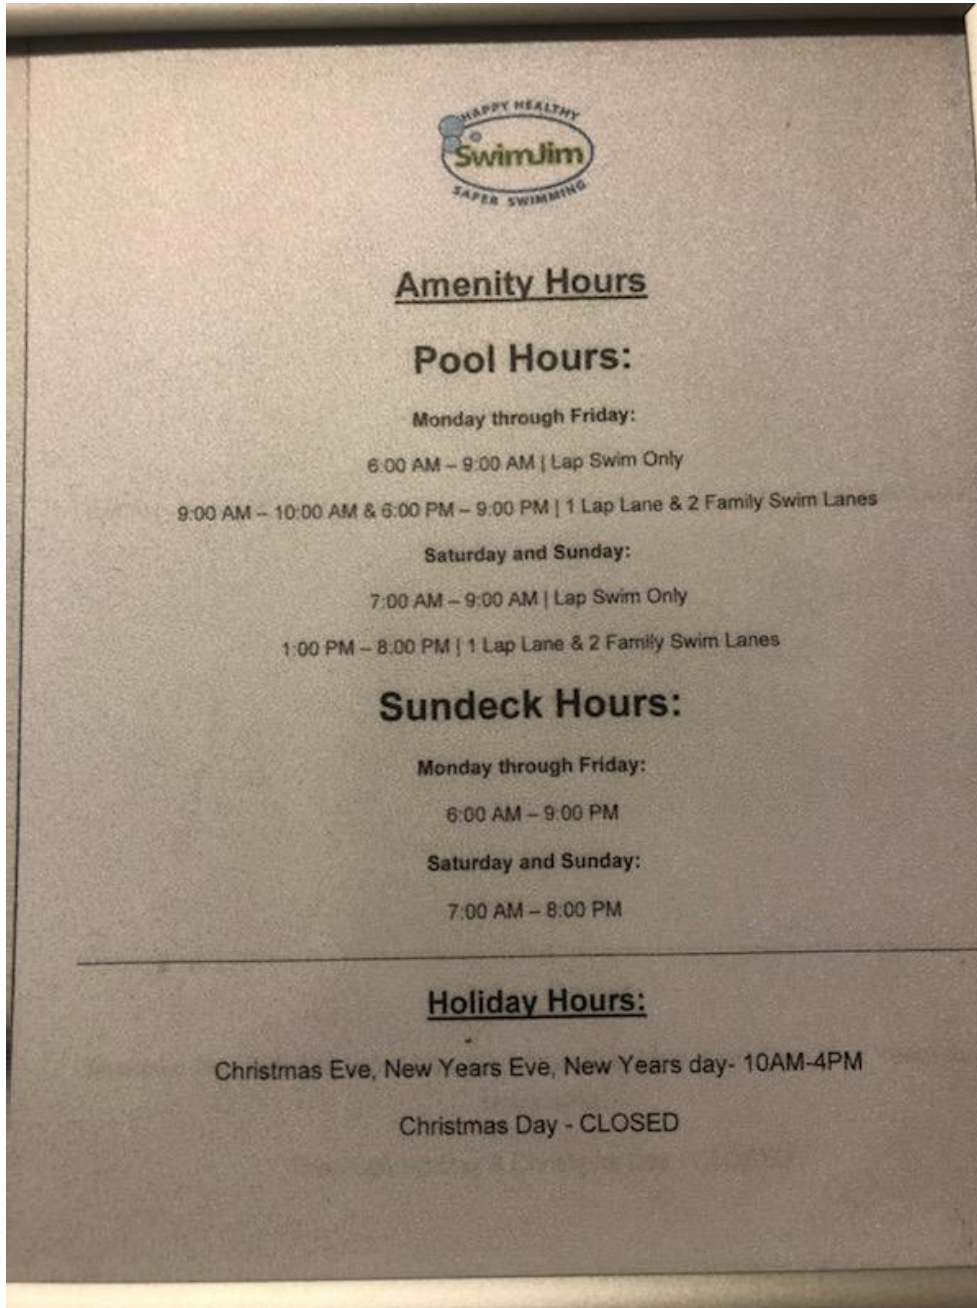 HAPPY HEALTHY
SwimJim
SAFER SWIMMING
Amenity Hours
Pool Hours:
Monday through Friday:
6:00 AM – 9:00 AM | Lap Swim Only
9:00 AM – 10:00 AM & 6:00 PM – 9:00 PM | 1 Lap Lane & 2 Family Swim Lanes
Saturday and Sunday:
7:00 AM – 9:00 AM | Lap Swim Only
1:00 PM – 8:00 PM | 1 Lap Lane & 2 Family Swim Lanes
Sundeck Hours:
Monday through Friday:
6:00 AM – 9:00 PM
Saturday and Sunday:
7:00 AM – 8:00 PM
Holiday Hours:
Christmas Eve, New Years Eve, New Years day- 10AM-4PM
Christmas Day - CLOSED